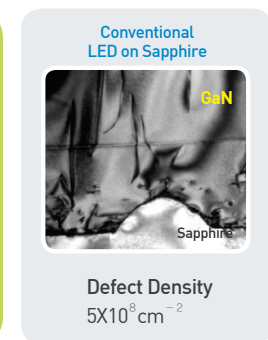 Conventional
LED on Sapphire
GaN
Sapphire
Defect Density
5X10⁸cm⁻²